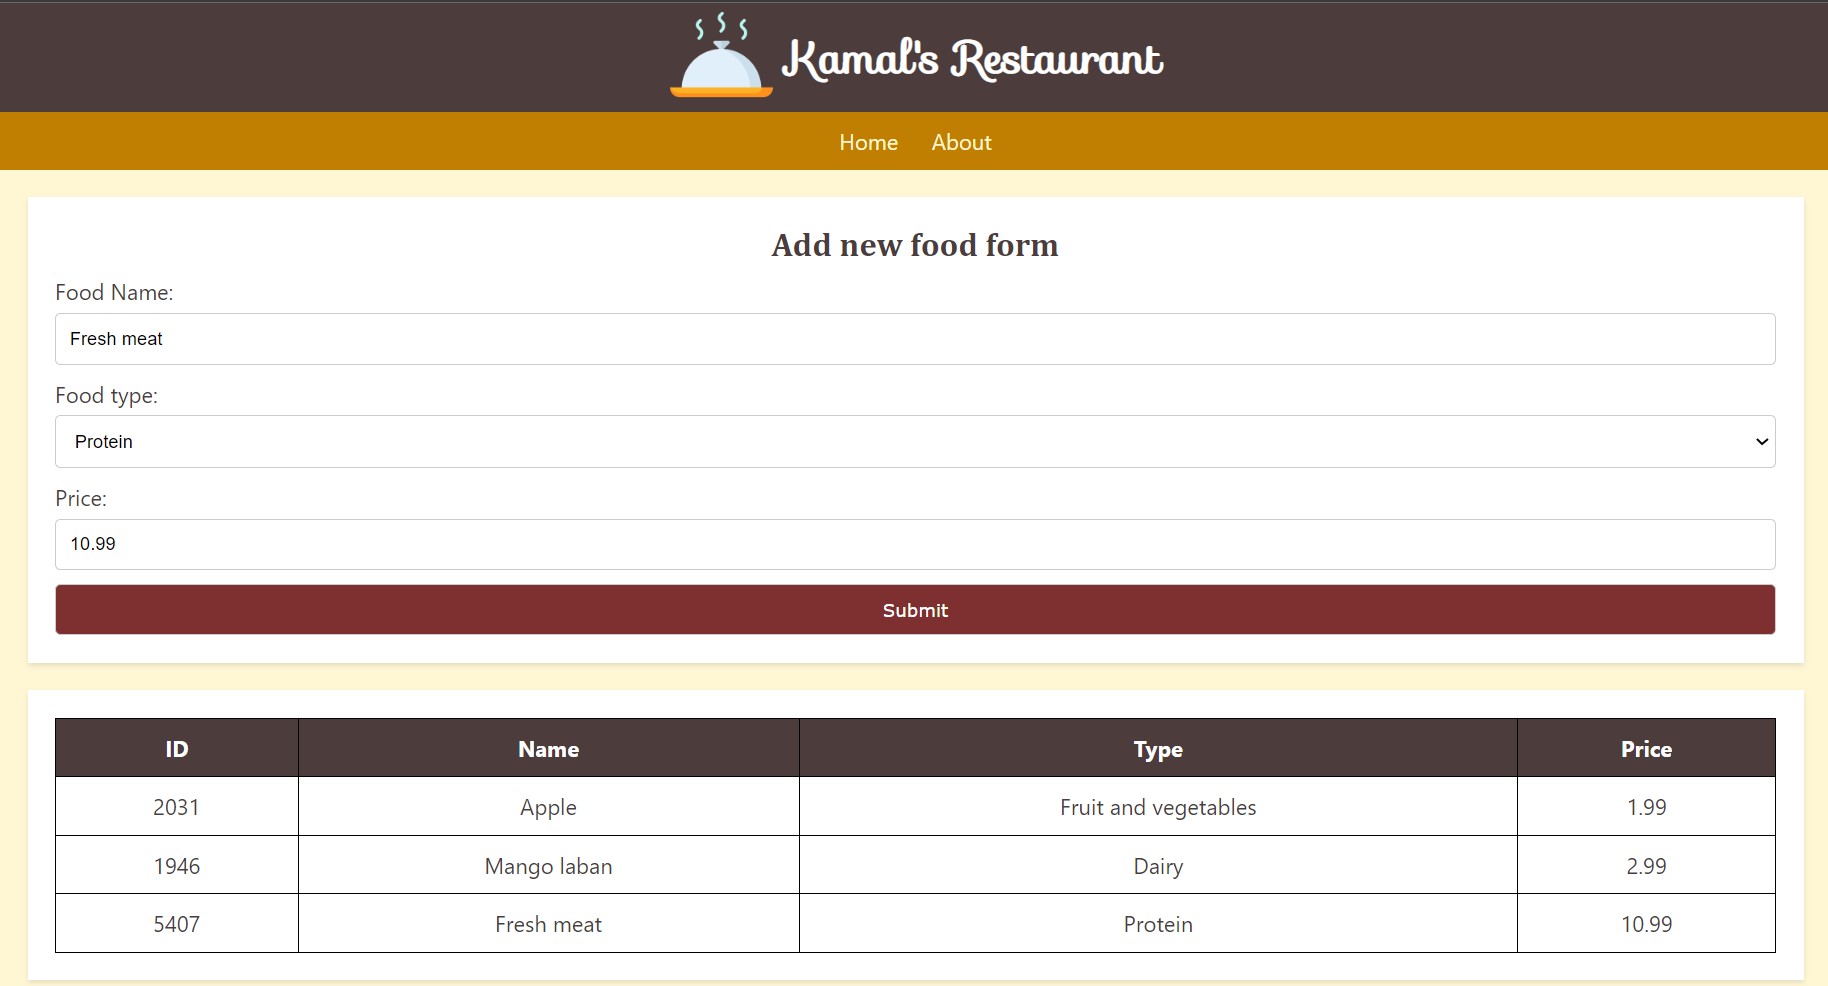 Kamal's Restaurant
Home About
Add new food form
Food Name:
Fresh meat
Food type:
Protein
Price:
10.99
Submit
ID Name Type Price
2031 Apple Fruit and vegetables 1.99
1946 Mango laban Dairy 2.99
5407 Fresh meat Protein 10.99